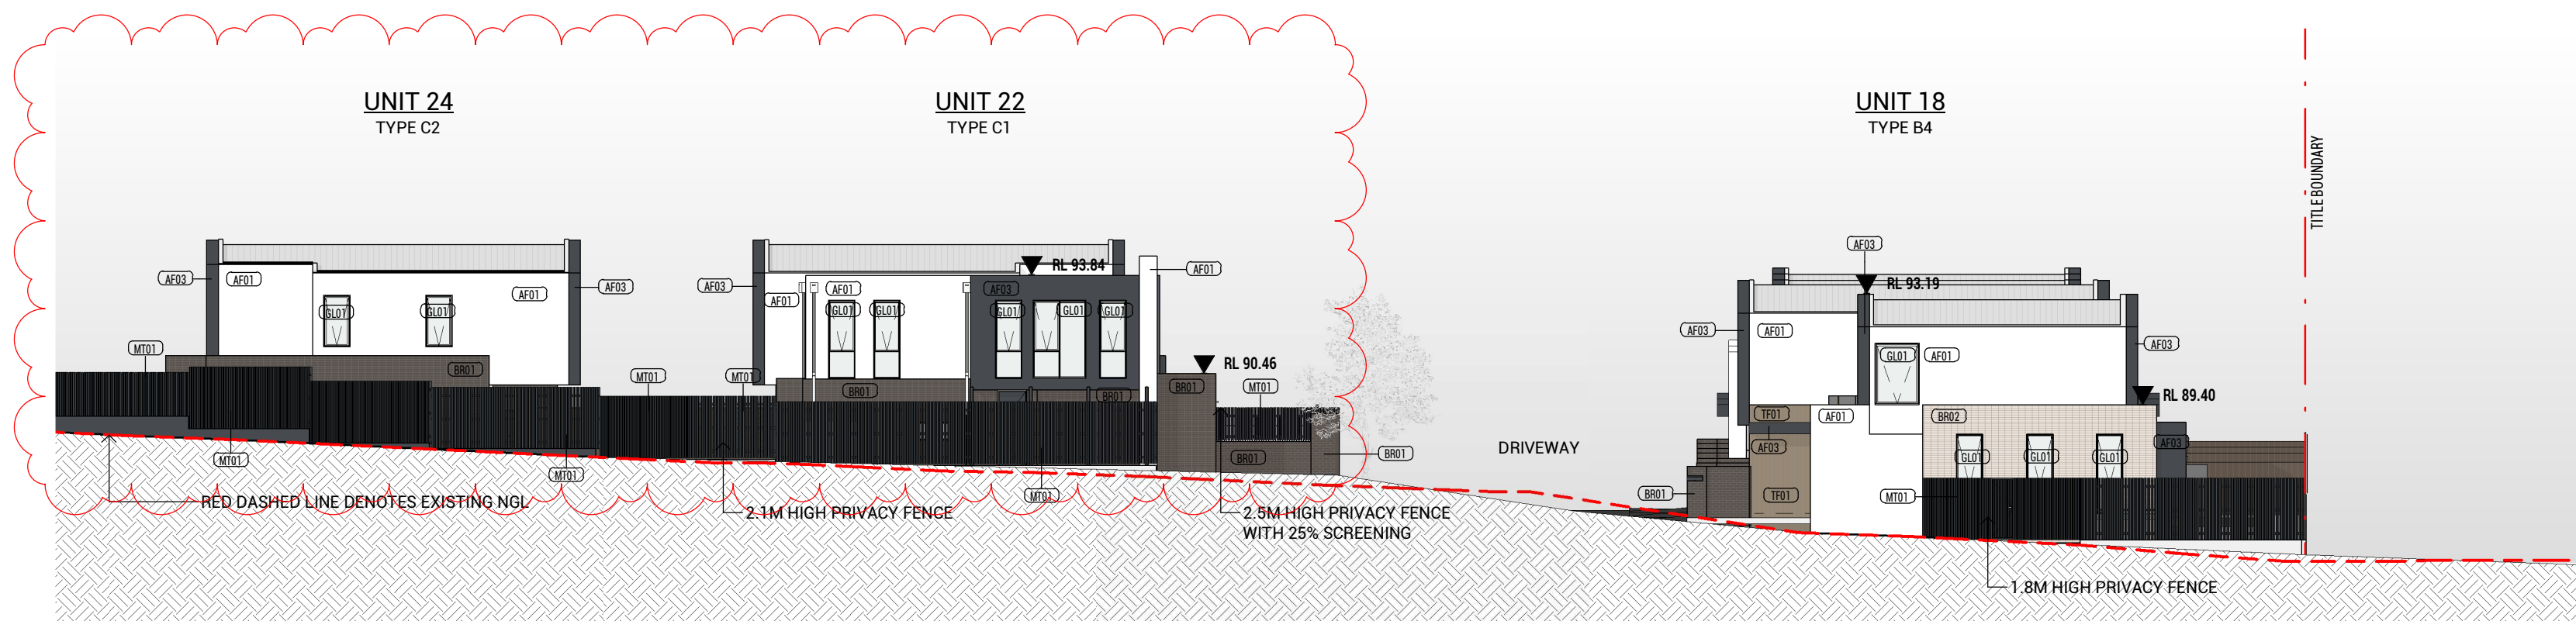 UNIT 24
TYPE C2
UNIT 22
TYPE C1
UNIT 18
TYPE B4
TITLE BOUNDARY
AF03
AF01
AF01
AF03
GL01
GL01
MT01
BR01
MT01
MT01
MT01
MT01
AF03
AF01
AF01
GL01
GL01
AF03
GL01
GL01
GL01
RL 93.84
AF01
RL 90.46
BR01
BR01
BR01
MT01
BR01
BR01
MT01
RED DASHED LINE DENOTES EXISTING NGL
2.1M HIGH PRIVACY FENCE
2.5M HIGH PRIVACY FENCE
WITH 25% SCREENING
DRIVEWAY
AF03
RL 93.19
AF03
AF01
GL01
AF01
AF03
RL 89.40
TF01
AF01
BR02
AF03
AF03
GL01
GL01
GL01
BR01
TF01
MT01
1.8M HIGH PRIVACY FENCE